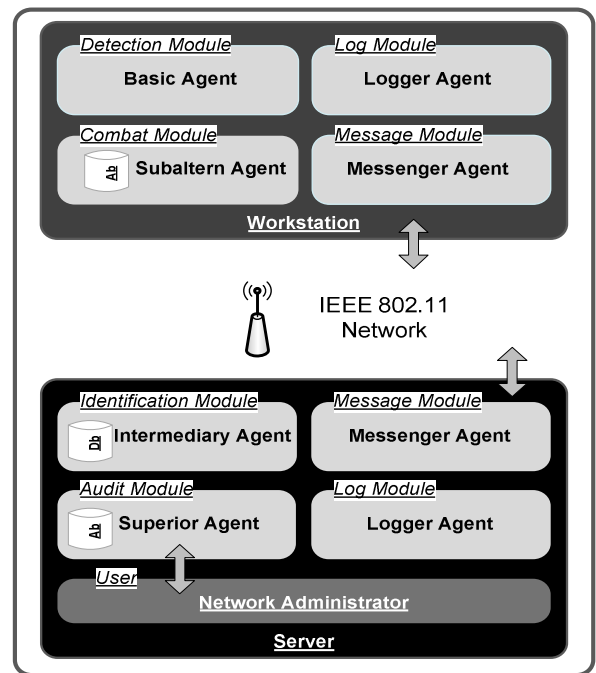 Detection Module
Basic Agent
Log Module
Logger Agent
Combat Module
Ab
Subaltern Agent
Message Module
Messenger Agent
Workstation
IEEE 802.11
Network
Identification Module
Db
Intermediary Agent
Message Module
Messenger Agent
Audit Module
Ab
Superior Agent
Log Module
Logger Agent
User
Network Administrator
Server